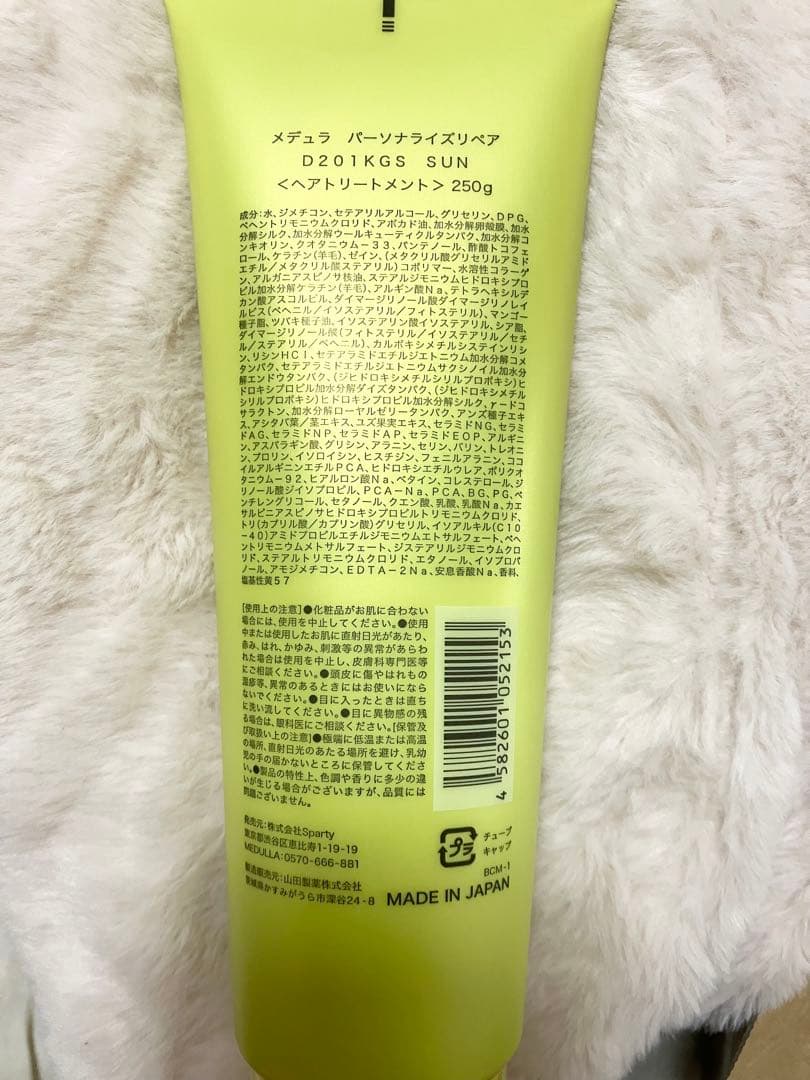 メデュラ　パーソナライズリペア
D201KGS　SUN
＜ヘアトリートメント＞250g
成分：水、ジメチコン、セテアリルアルコール、グリセリン、DPG、
ベヘントリモニウムクロリド、アボカド油、加水分解卵殻膜、加水
分解シルク、加水分解ウールキューティクルタンパク、加水分解コ
ンキオリン、クオタニウム－33、パンテノール、酢酸トコフェ
ロール、ケラチン（羊毛）、ゼイン、（メタクリル酸グリセリルアミド
エチル／メタクリル酸ステアリル）コポリマー、水溶性コラーゲ
ン、アルガニアスピノサ核油、ステアルジモニウムヒドロキシプロ
ピル加水分解ケラチン（羊毛）、アルギン酸Na、テトラヘキシルデ
カン酸アスコルビル、ダイマージリノール酸ダイマージリノレイ
ルビス（ベヘニル／イソステアリル／フィトステリル）、マンゴー
種子脂、ツバキ種子油、イソステアリン酸イソステアリル、シア脂、
ダイマージリノール酸（フィトステリル／イソステアリル／セチ
ル／ステアリル／ベヘニル）、カルボキシメチルシステインリシ
ン、リシンHCl、セテアラミドエチルジエトニウム加水分解コメ
タンパク、セテアラミドエチルジエトニウムサクシノイル加水分
解エンドウタンパク、（ジヒドロキシメチルシリルプロポキシ）ヒ
ドロキシプロピル加水分解ダイズタンパク、（ジヒドロキシメチル
シリルプロポキシ）ヒドロキシプロピル加水分解シルク、γ－ドコ
サラクトン、加水分解ローヤルゼリータンパク、アンズ種子エキ
ス、アシタバ葉／茎エキス、ユズ果実エキス、セラミドNG、セラミ
ドAG、セラミドNP、セラミドAP、セラミドEOP、アルギニ
ン、アスパラギン酸、グリシン、アラニン、セリン、バリン、トレオニ
ン、プロリン、イソロイシン、ヒスチジン、フェニルアラニン、ココ
イルアルギニンエチルPCA、ヒドロキシエチルウレア、ポリクオ
タニウム－92、ヒアルロン酸Na、ベタイン、コレステロール、ジ
リノール酸ジイソプロピル、PCA－Na、PCA、BG、PG、ペ
ンチレングリコール、セタノール、クエン酸、乳酸、乳酸Na、カエ
サルピニアスピノサヒドロキシプロピルトリモニウムクロリド、
トリ（カプリル酸／カプリン酸）グリセリル、イソアルキル（C10
－40）アミドプロピルエチルジモニウムエトサルフェート、ベヘ
ントリモニウムメトサルフェート、ジステアリルジモニウムクロ
リド、ステアルトリモニウムクロリド、エタノール、イソプロパ
ノール、アモジメチコン、EDTA－2Na、安息香酸Na、香料、
塩基性黄57
［使用上の注意］●化粧品がお肌に合わない
場合には、使用を中止してください。●使用
中または使用したお肌に直射日光があたり、
赤み、はれ、かゆみ、刺激等の異常があらわ
れた場合は使用を中止し、皮膚科専門医等
にご相談ください。●頭皮に傷やはれもの
湿疹等、異常のあるときにはお使いになら
ないでください。●目に入ったときは直ち
に洗い流してください。●目に異物感の残
る場合は、眼科医にご相談ください。［保管及
び取扱い上の注意］●極端に低温または高温
の場所、直射日光のあたる場所を避け、乳幼
児の手の届かないところに保管してくださ
い。●製品の特性上、色調や香りに多少の違
いが生じる場合がございますが、品質には
問題ございません。
4 582601 052153
発売元：株式会社Sparty
東京都渋谷区恵比寿1-19-19
MEDULLA：0570-666-881
製造販売元：山田製薬株式会社
茨城県かすみがうら市深谷24-8
プラ
チューブ
キャップ
BCM-1
MADE IN JAPAN